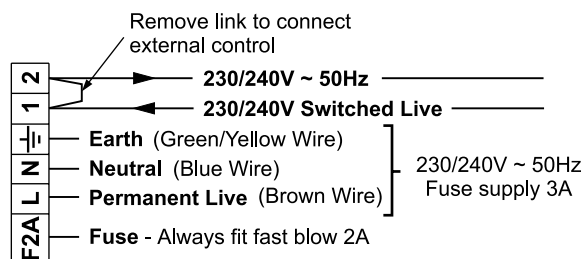 Remove link to connect
external control
2 230/240V ~ 50Hz
1 230/240V Switched Live
Earth (Green/Yellow Wire)
N Neutral (Blue Wire)
L Permanent Live (Brown Wire)
230/240V ~ 50Hz
Fuse supply 3A
F2A Fuse - Always fit fast blow 2A